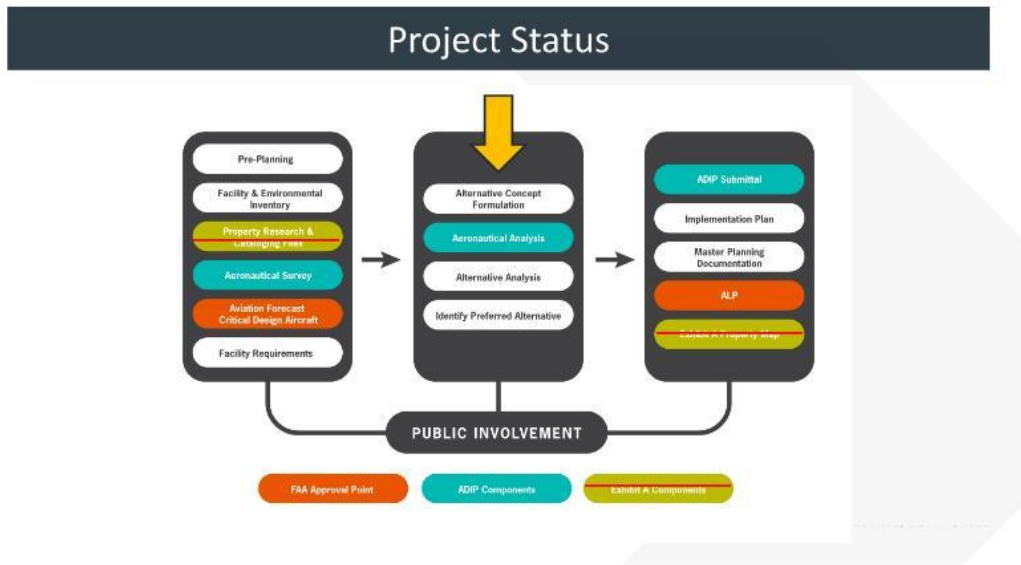 Project Status
Pre-Planning
Facility & Environmental
Inventory
Property Research &
Cataloging Files
Aeronautical Survey
Aviation Forecast
Critical Design Aircraft
Facility Requirements
Alternative Concept
Formulation
Aeronautical Analysis
Alternative Analysis
Identify Preferred Alternative
ADIP Submittal
Implementation Plan
Master Planning
Documentation
ALP
Exhibit A Property Map
PUBLIC INVOLVEMENT
FAA Approval Point
ADIP Components
Exhibit A Components